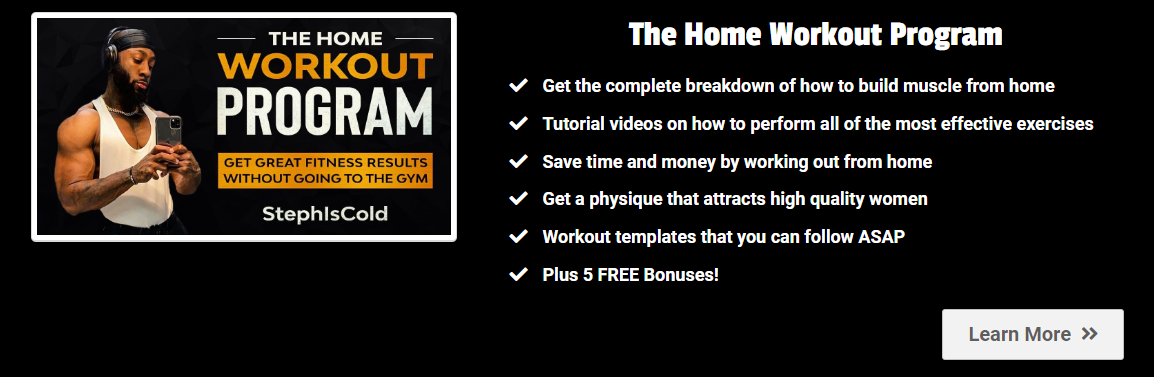 THE HOME
WORKOUT
PROGRAM
GET GREAT FITNESS RESULTS
WITHOUT GOING TO THE GYM
StephIsCold
The Home Workout Program
Get the complete breakdown of how to build muscle from home
Tutorial videos on how to perform all of the most effective exercises
Save time and money by working out from home
Get a physique that attracts high quality women
Workout templates that you can follow ASAP
Plus 5 FREE Bonuses!
Learn More